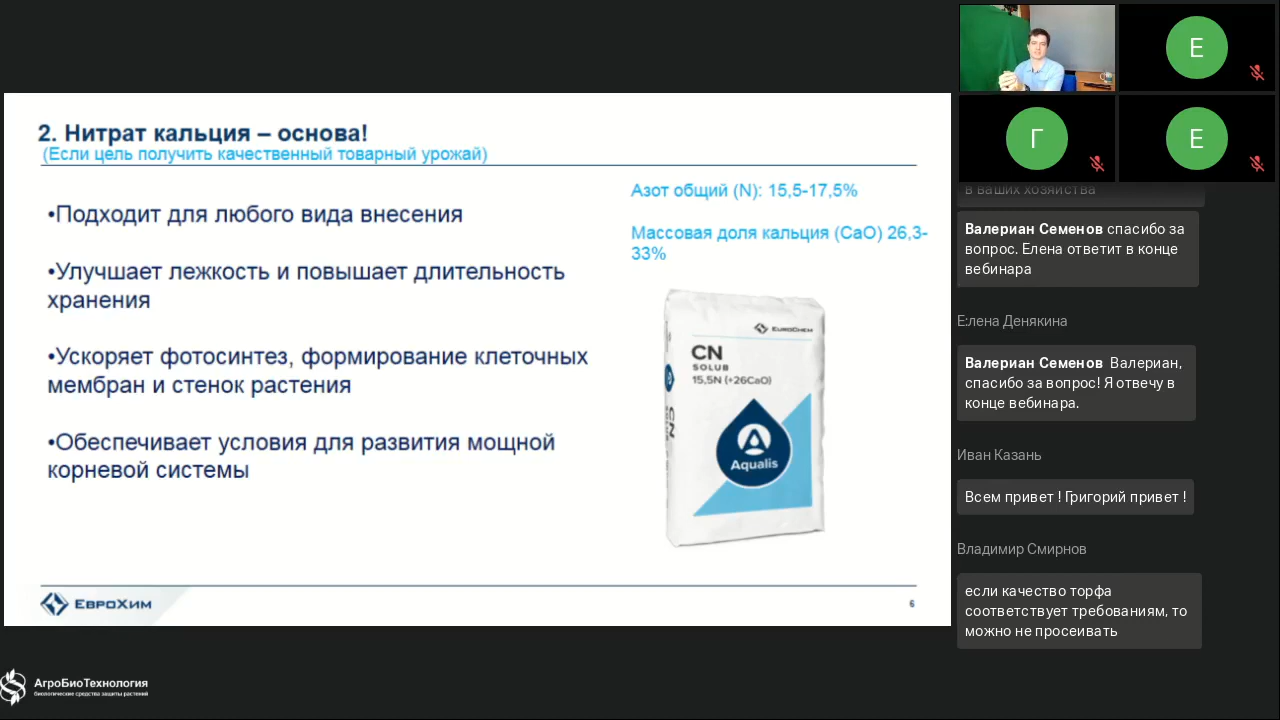 2. Нитрат кальция – основа!
(Если цель получить качественный товарный урожай)
•Подходит для любого вида внесения
•Улучшает лежкость и повышает длительность
хранения
•Ускоряет фотосинтез, формирование клеточных
мембран и стенок растения
•Обеспечивает условия для развития мощной
корневой системы
Азот общий (N): 15,5-17,5%
Массовая доля кальция (CaO) 26,3-
33%
EUROCHEM
CN
SOLUB
15,5N (+26CaO)
CN
Aqualis
ЕВРОХИМ
6
АгроБиоТехнология
биологические средства защиты растений
Е
Г
Е
в ваших хозяйства
Валериан Семенов спасибо за
вопрос. Елена ответит в конце
вебинара
Елена Денякина
Валериан Семенов Валериан,
спасибо за вопрос! Я отвечу в
конце вебинара.
Иван Казань
Всем привет ! Григорий привет !
Владимир Смирнов
если качество торфа
соответствует требованиям, то
можно не просеивать